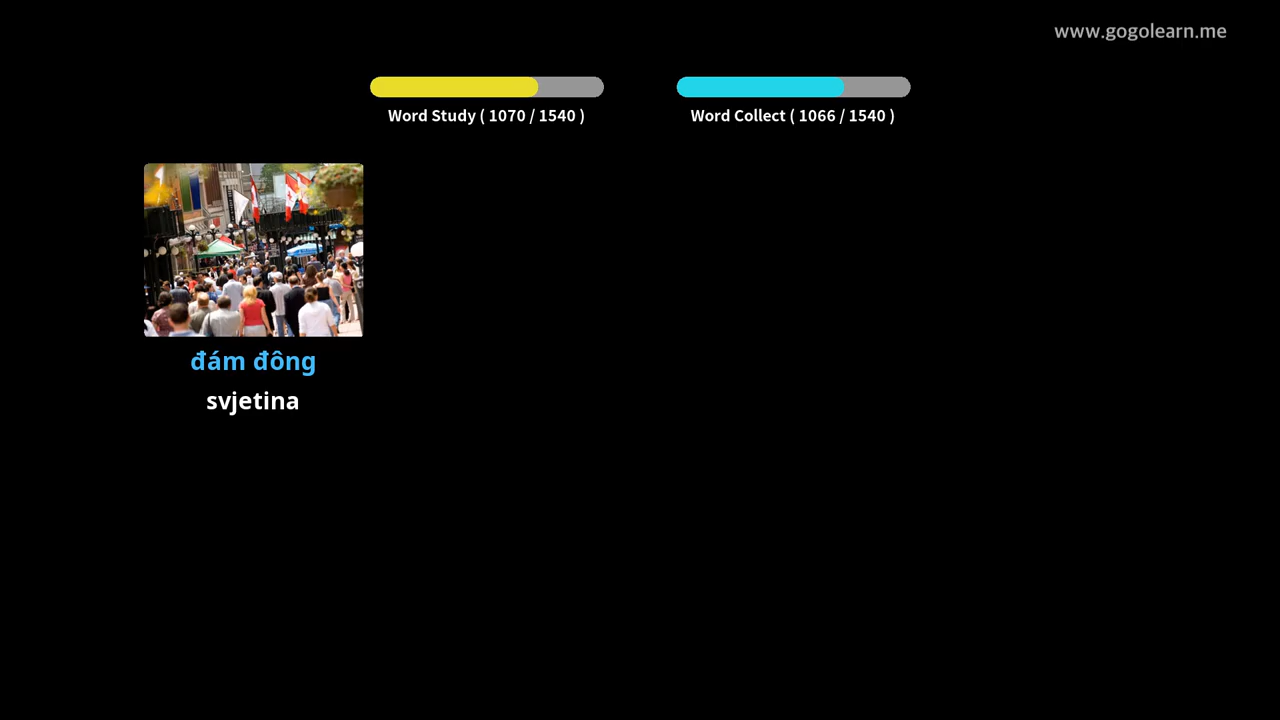 www.gogolearn.me
Word Study ( 1070 / 1540 )
Word Collect ( 1066 / 1540 )
đám đông
svjetina